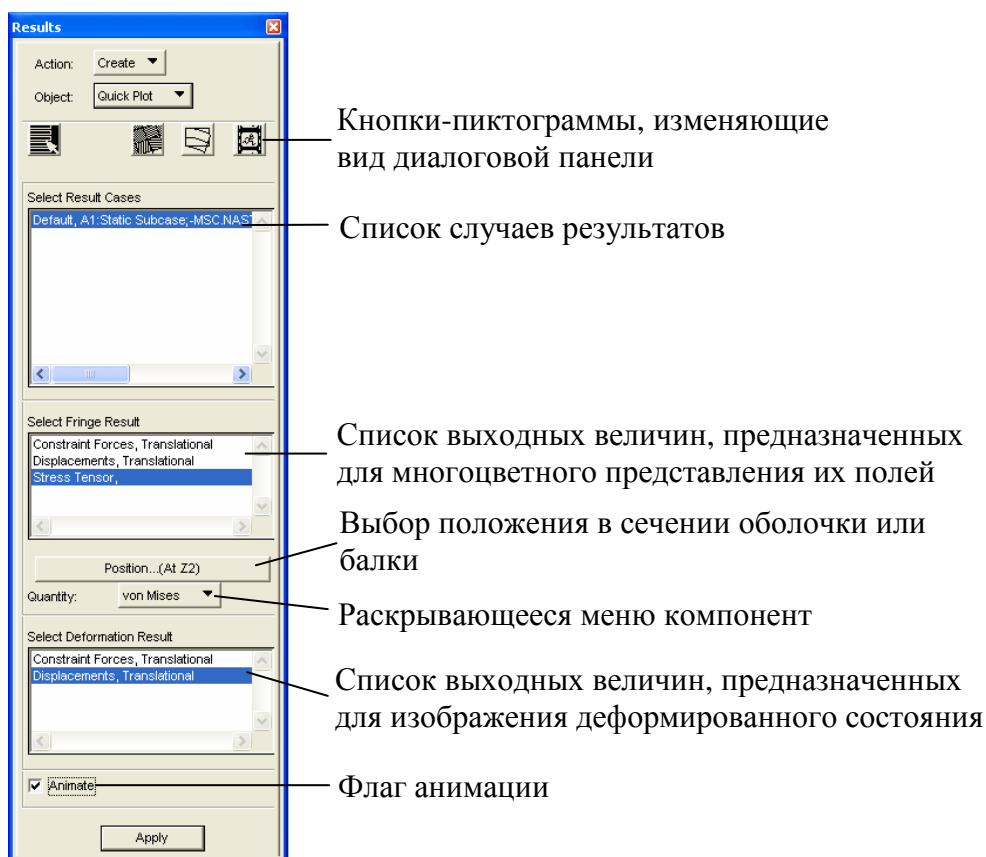 Results
Action: Create
Object: Quick Plot
Кнопки-пиктограммы, изменяющие
вид диалоговой панели
Select Result Cases
Default, A1:Static Subcase;-MSC.NAS
Список случаев результатов
Select Fringe Result
Constraint Forces, Translational
Displacements, Translational
Stress Tensor,
Список выходных величин, предназначенных
для многоцветного представления их полей
Position...(At Z2)
Выбор положения в сечении оболочки или
балки
Quantity: von Mises
Раскрывающееся меню компонент
Select Deformation Result
Constraint Forces, Translational
Displacements, Translational
Список выходных величин, предназначенных
для изображения деформированного состояния
Animate
Флаг анимации
Apply